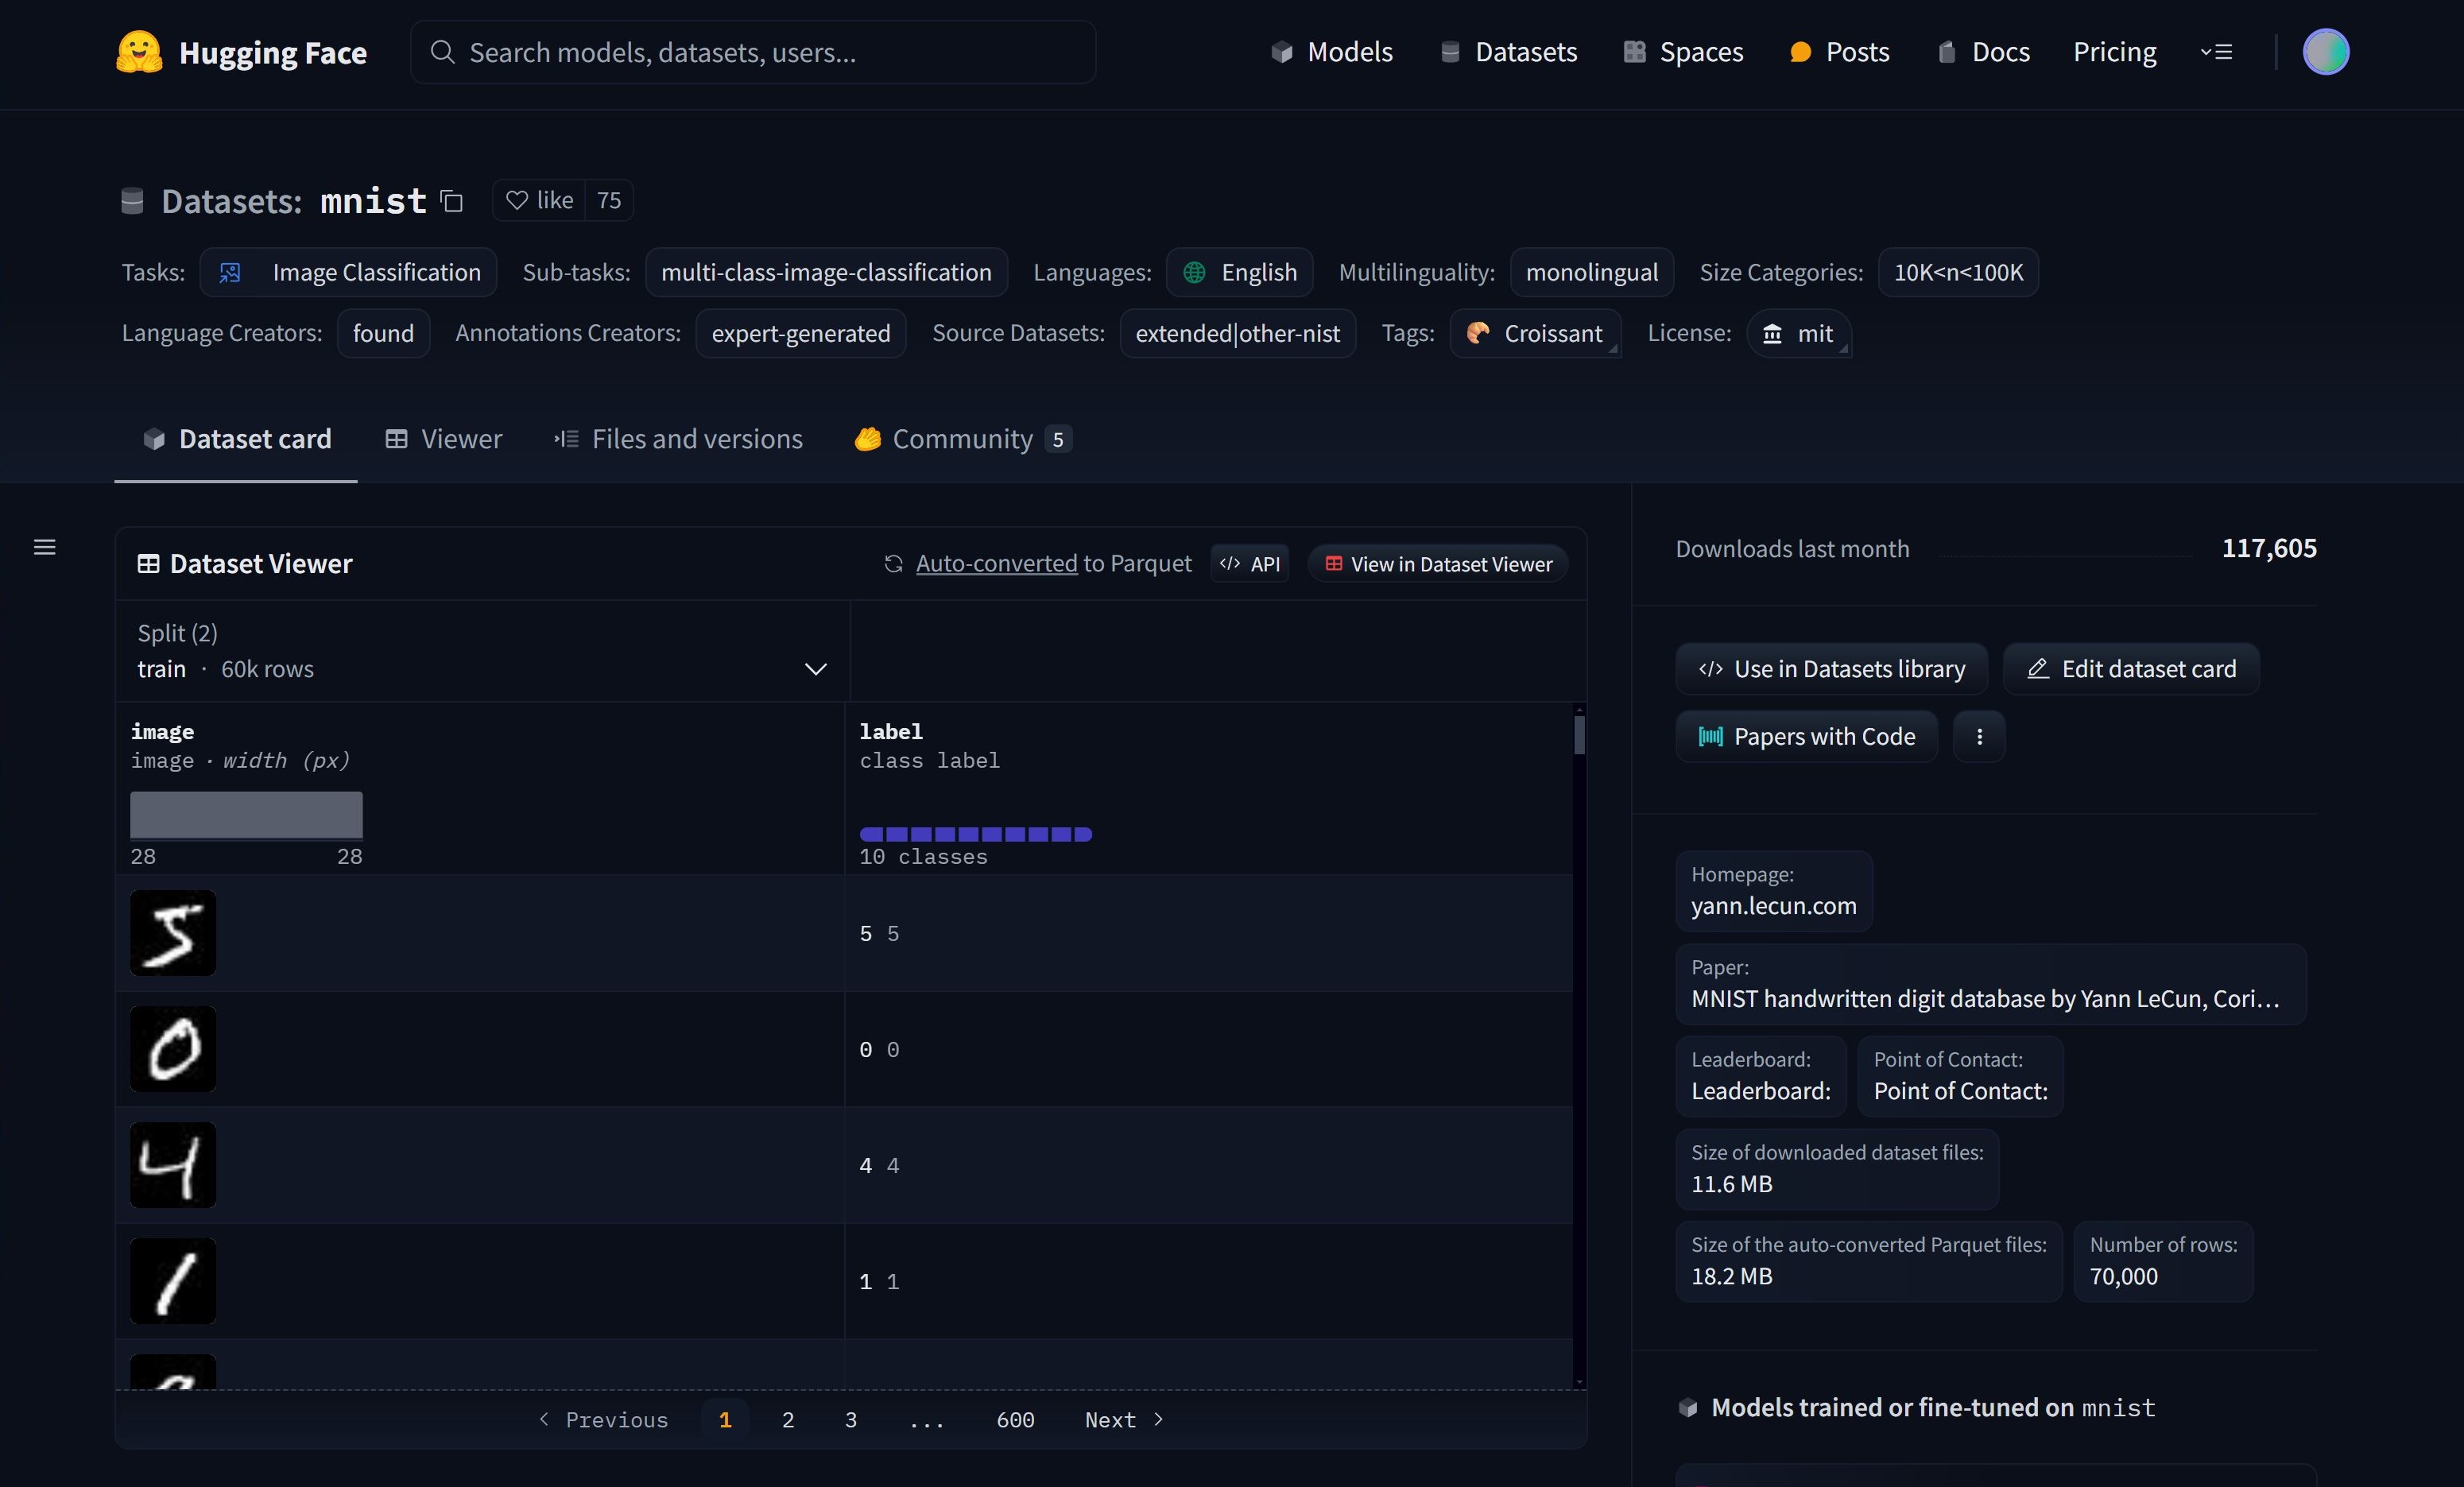 Hugging Face
Search models, datasets, users...
Models Datasets Spaces Posts Docs Pricing
Datasets: mnist like 75
Tasks: Image Classification Sub-tasks: multi-class-image-classification Languages: English Multilinguality: monolingual Size Categories: 10K<n<100K
Language Creators: found Annotations Creators: expert-generated Source Datasets: extended|other-nist Tags: Croissant License: mit
Dataset card Viewer Files and versions Community 5
Dataset Viewer
Auto-converted to Parquet API View in Dataset Viewer
Split (2)
train · 60k rows
image
image · width (px)
28 28
label
class label
10 classes
5 5 5
0 0 0
4 4 4
1 1 1
Previous 1 2 3 ... 600 Next
Downloads last month 117,605
Use in Datasets library Edit dataset card
Papers with Code
Homepage:
yann.lecun.com
Paper:
MNIST handwritten digit database by Yann LeCun, Cori...
Leaderboard:
Leaderboard:
Point of Contact:
Point of Contact:
Size of downloaded dataset files:
11.6 MB
Size of the auto-converted Parquet files:
18.2 MB
Number of rows:
70,000
Models trained or fine-tuned on mnist